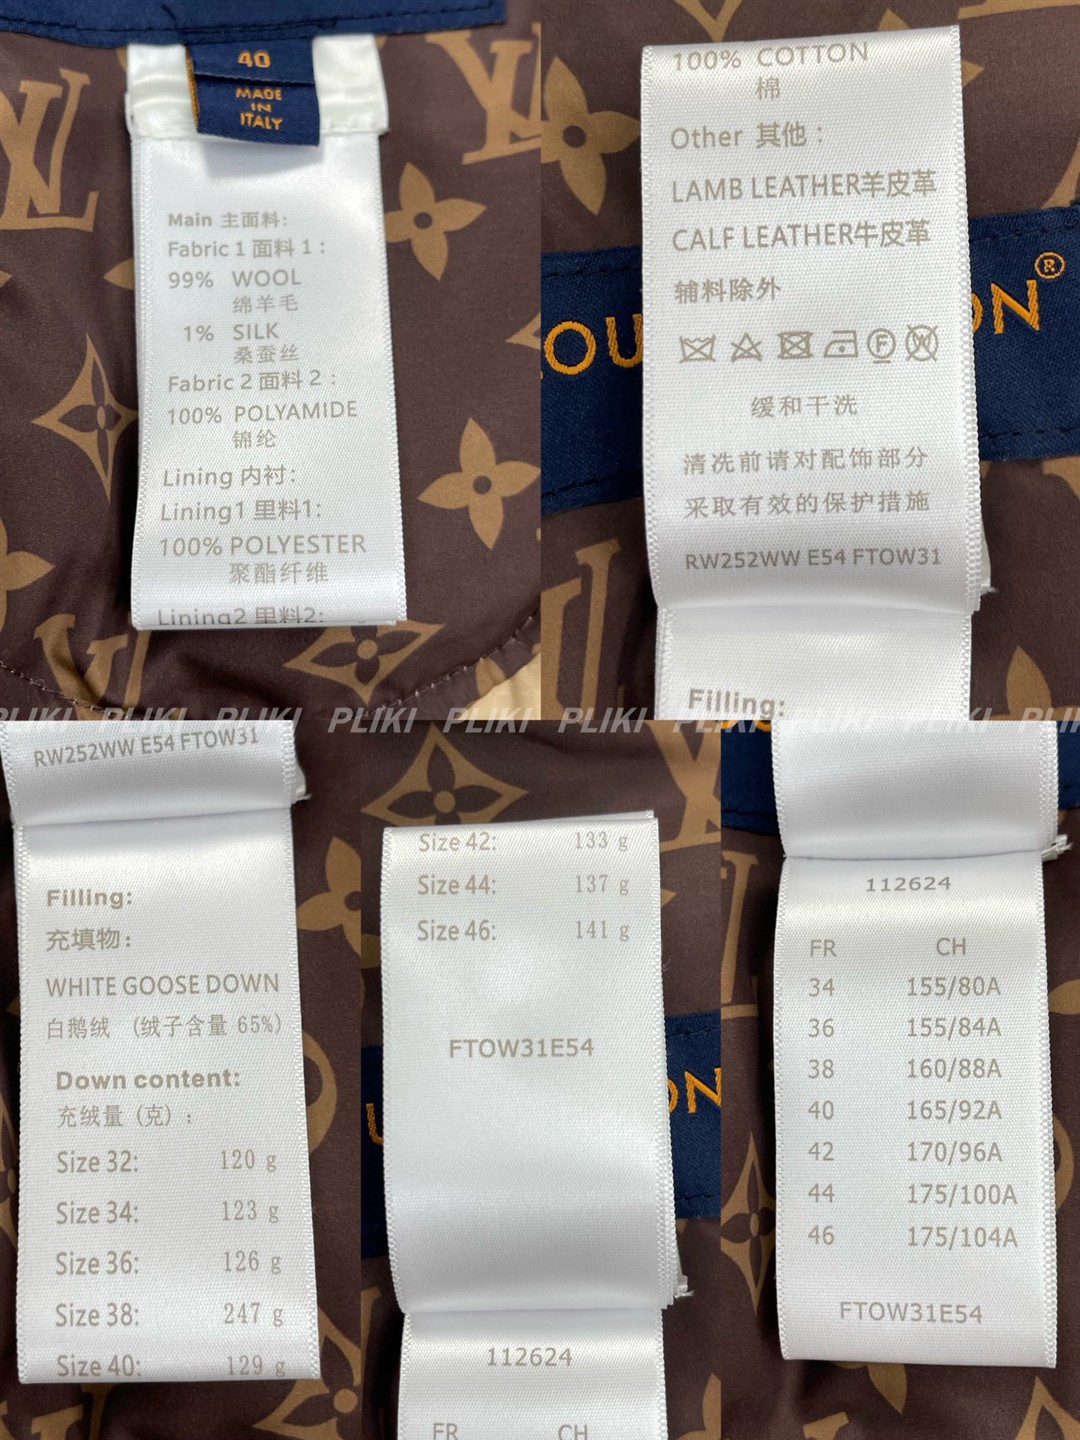 40
MADE
IN
ITALY
Main 主面料:
Fabric 1 面料 1 :
99% WOOL
绵羊毛
1% SILK
桑蚕丝
Fabric 2 面料 2 :
100% POLYAMIDE
锦纶
Lining 内衬:
Lining1 里料1:
100% POLYESTER
聚酯纤维
Lining2 里料2:
100% COTTON
棉
Other 其他 :
LAMB LEATHER羊皮革
CALF LEATHER牛皮革
辅料除外
缓和干洗
清洗前请对配饰部分
采取有效的保护措施
RW252WW E54 FTOW31
Filling:
OU ON®
PLIKI PLIKI PLIKI PLIKI PLIKI PLIKI PLIKI PLIKI PLIKI
RW252WW E54 FTOW31
Filling:
充填物:
WHITE GOOSE DOWN
白鹅绒 (绒子含量 65%)
Down content:
充绒量 (克) :
Size 32: 120 g
Size 34: 123 g
Size 36: 126 g
Size 38: 247 g
Size 40: 129 g
Size 42: 133 g
Size 44: 137 g
Size 46: 141 g
FTOW31E54
112624
FR CH
U ON
112624
FR CH
34 155/80A
36 155/84A
38 160/88A
40 165/92A
42 170/96A
44 175/100A
46 175/104A
FTOW31E54